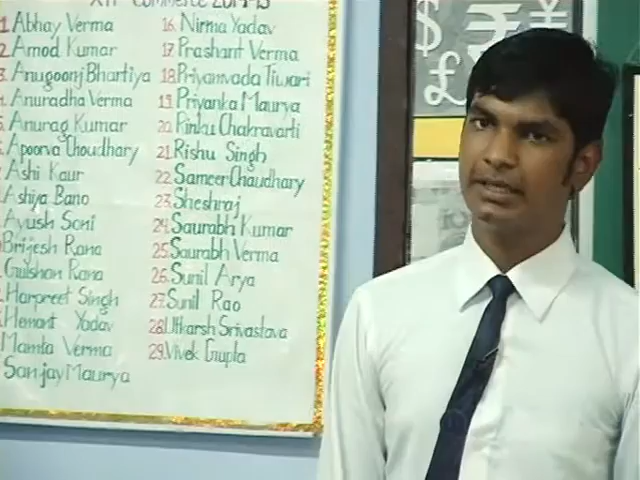 XII Commerce 2014-15
1 Abhay Verma
2. Amod Kumar
3. Anugoonj Bhartiya
4. Anuradha Verma
5. Anurag Kumar
6. Apoorva Choudhary
Ashi Kaur
Ashiya Bano
Ayush Soni
Brijesh Rana
Gulshan Rana
Harpreet Singh
Hemant Yadav
Mamta Verma
Sanjay Maurya
16. Nirma Yadav
17 Prashant Verma
18. Priyanvada Tiwari
19. Priyanka Maurya
20. Pinku Chakravarti
21 Rishu Singh
22. Sameer Chaudhary
23. Sheshraj
24. Saurabh Kumar
25. Saurabh Verma
26. Sunil Arya
27. Sunil Rao
28. Utkarsh Srivastava
29. Vivek Gupta
$ ₹ ¥
£